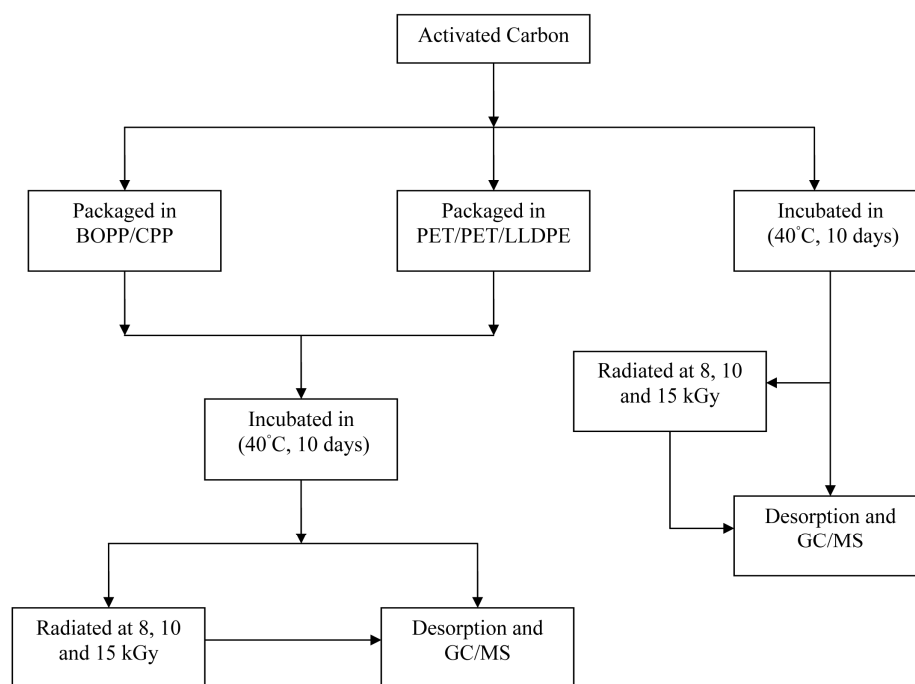 Activated Carbon
Packaged in
BOPP/CPP
Packaged in
PET/PET/LLDPE
Incubated in
(40°C, 10 days)
Radiated at 8, 10
and 15 kGy
Incubated in
(40°C, 10 days)
Desorption and
GC/MS
Radiated at 8, 10
and 15 kGy
Desorption and
GC/MS